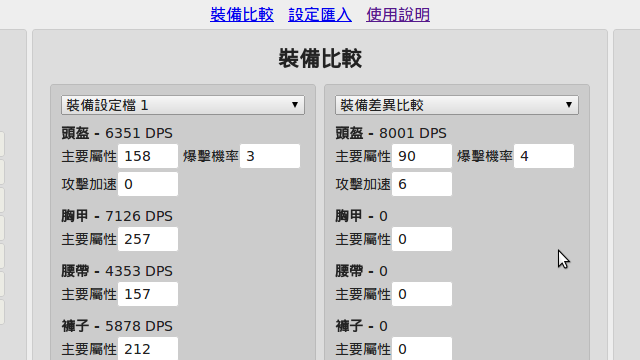 裝備比較 設定匯入 使用說明
裝備比較
裝備設定檔 1
頭盔 - 6351 DPS
主要屬性 158 爆擊機率 3
攻擊加速 0
胸甲 - 7126 DPS
主要屬性 257
腰帶 - 4353 DPS
主要屬性 157
褲子 - 5878 DPS
主要屬性 212
裝備差異比較
頭盔 - 8001 DPS
主要屬性 90 爆擊機率 4
攻擊加速 6
胸甲 - 0
主要屬性 0
腰帶 - 0
主要屬性 0
褲子 - 0
主要屬性 0